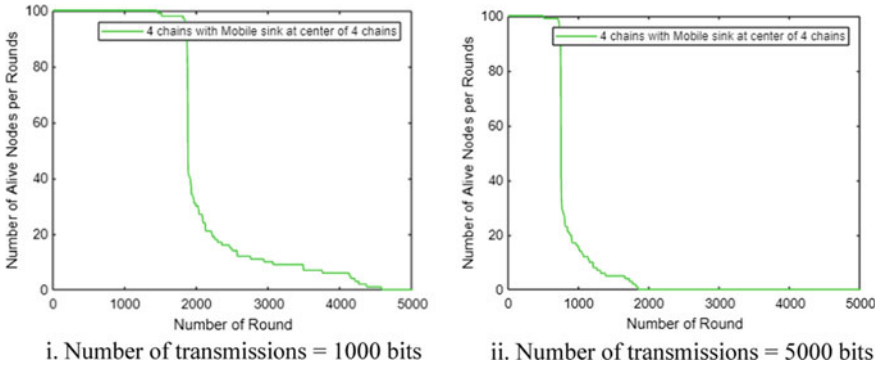 4 chains with Mobile sink at center of 4 chains
Number of Alive Nodes per Rounds
100
80
60
40
20
0
0 1000 2000 3000 4000 5000
Number of Round
i. Number of transmissions = 1000 bits
4 chains with Mobile sink at center of 4 chains
Number of Alive Nodes per Rounds
100
80
60
40
20
0
0 1000 2000 3000 4000 5000
Number of Round
ii. Number of transmissions = 5000 bits